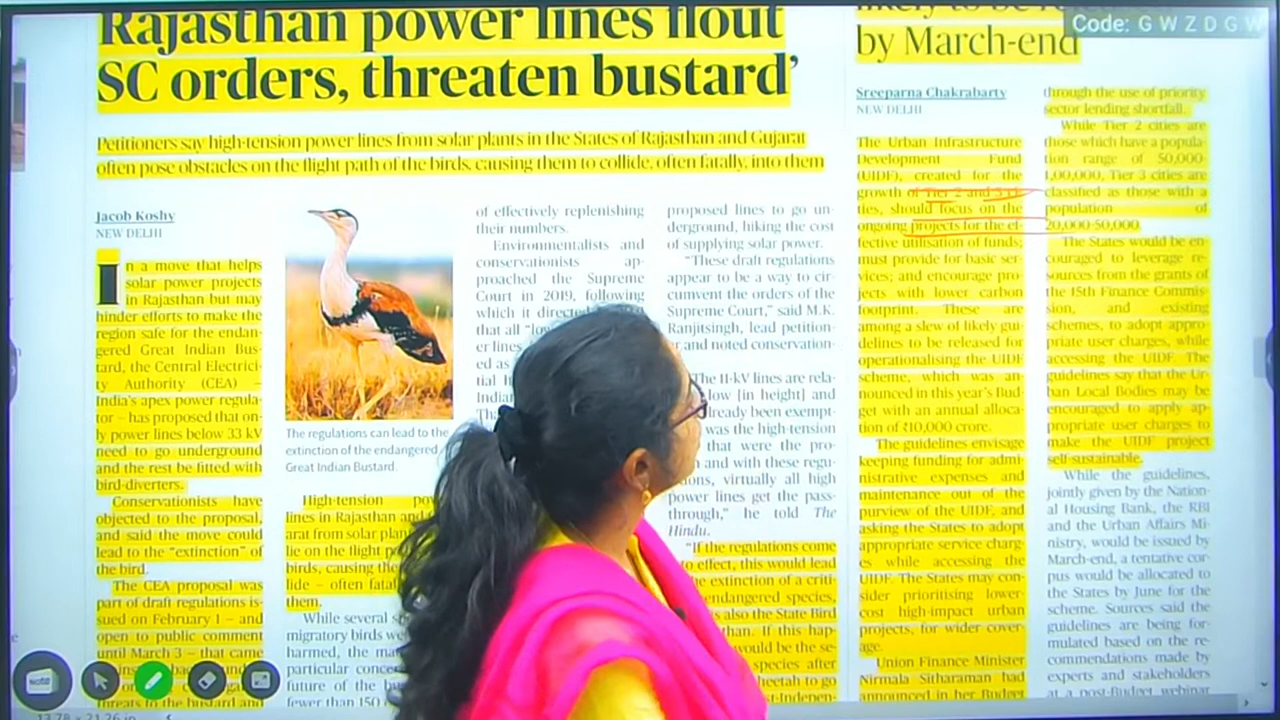 Rajasthan power lines flout
SC orders, threaten bustard'
Petitioners say high-tension power lines from solar plants in the States of Rajasthan and Gujarat
often pose obstacles on the flight path of the birds, causing them to collide, often fatally, into them
Jacob Koshy
NEW DELHI
In a move that helps
solar power projects
in Rajasthan but may
hinder efforts to make the
region safe for the endan-
gered Great Indian Bus-
tard, the Central Electrici-
ty Authority (CEA) –
India's apex power regula-
tor – has proposed that on-
ly power lines below 33 kV
need to go underground
and the rest be fitted with
bird-diverters.
Conservationists have
objected to the proposal,
and said the move could
lead to the "extinction" of
the bird.
The CEA proposal was
part of draft regulations is-
sued on February 1 – and
open to public comment
until March 3 – that came
threats to the bustard and
The regulations can lead to the
extinction of the endangered
Great Indian Bustard.
High-tension
lines in Rajasthan and
arat from solar plan
lie on the flight p
birds, causing the
lide – often fatal
them.
While several
migratory birds we
harmed, the
particular conce
future of the
fewer than 150
of effectively replenishing
their numbers.
Environmentalists and
conservationists ap-
proached the Supreme
Court in 2019, following
which it directed
that all "low
er lines
ed as
tial h
Indian
Tha
proposed lines to go un-
derground, hiking the cost
of supplying solar power.
"These draft regulations
appear to be a way to cir-
cumvent the orders of the
Supreme Court," said M.K.
Ranjitsingh, lead petition
er and noted conservation-
The 11-kV lines are rela-
low [in height] and
already been exempt-
was the high-tension
that were the pro-
and with these regu-
virtually all high
power lines get the pass-
through," he told The
Hindu.
"If the regulations come
to effect, this would lead
the extinction of a criti-
endangered species,
is also the State Bird
If this hap-
would be the se-
species after
cheetah to go
likely to be
by March-end
Code: G W Z D G W
Sreeparna Chakrabarty
NEW DELHI
The Urban Infrastructure
Development Fund
(UIDF), created for the
growth of Tier 2 and 3 ci-
ties, should focus on the
ongoing projects for the ef-
fective utilisation of funds;
must provide for basic ser-
vices; and encourage pro-
jects with lower carbon
footprint. These are
among a slew of likely gui-
delines to be released for
operationalising the UIDF
scheme, which was an-
nounced in this year's Bud-
get with an annual alloca-
tion of ₹10,000 crore.
The guidelines envisage
keeping funding for admi-
nistrative expenses and
maintenance out of the
purview of the UIDF, and
asking the States to adopt
appropriate service charg-
es while accessing the
UIDF. The States may con-
sider prioritising lower-
cost high-impact urban
projects, for wider cover-
age.
Union Finance Minister
Nirmala Sitharaman had
announced in her Budget
through the use of priority
sector lending shortfall.
While Tier 2 cities are
those which have a popula-
tion range of 50,000-
1,00,000, Tier 3 cities are
classified as those with a
population of
20,000-50,000.
The States would be en-
couraged to leverage re-
sources from the grants of
the 15th Finance Commis-
sion, and existing
schemes, to adopt appro-
priate user charges, while
accessing the UIDF. The
guidelines say that the Ur-
ban Local Bodies may be
encouraged to apply ap-
propriate user charges to
make the UIDF project
self-sustainable.
While the guidelines,
jointly given by the Nation-
al Housing Bank, the RBI
and the Urban Affairs Mi-
nistry, would be issued by
March-end, a tentative cor-
pus would be allocated to
the States by June for the
scheme. Sources said the
guidelines are being for-
mulated based on the re-
commendations made by
experts and stakeholders
at a post-Budget webinar
Note
13.78 × 21.26 in